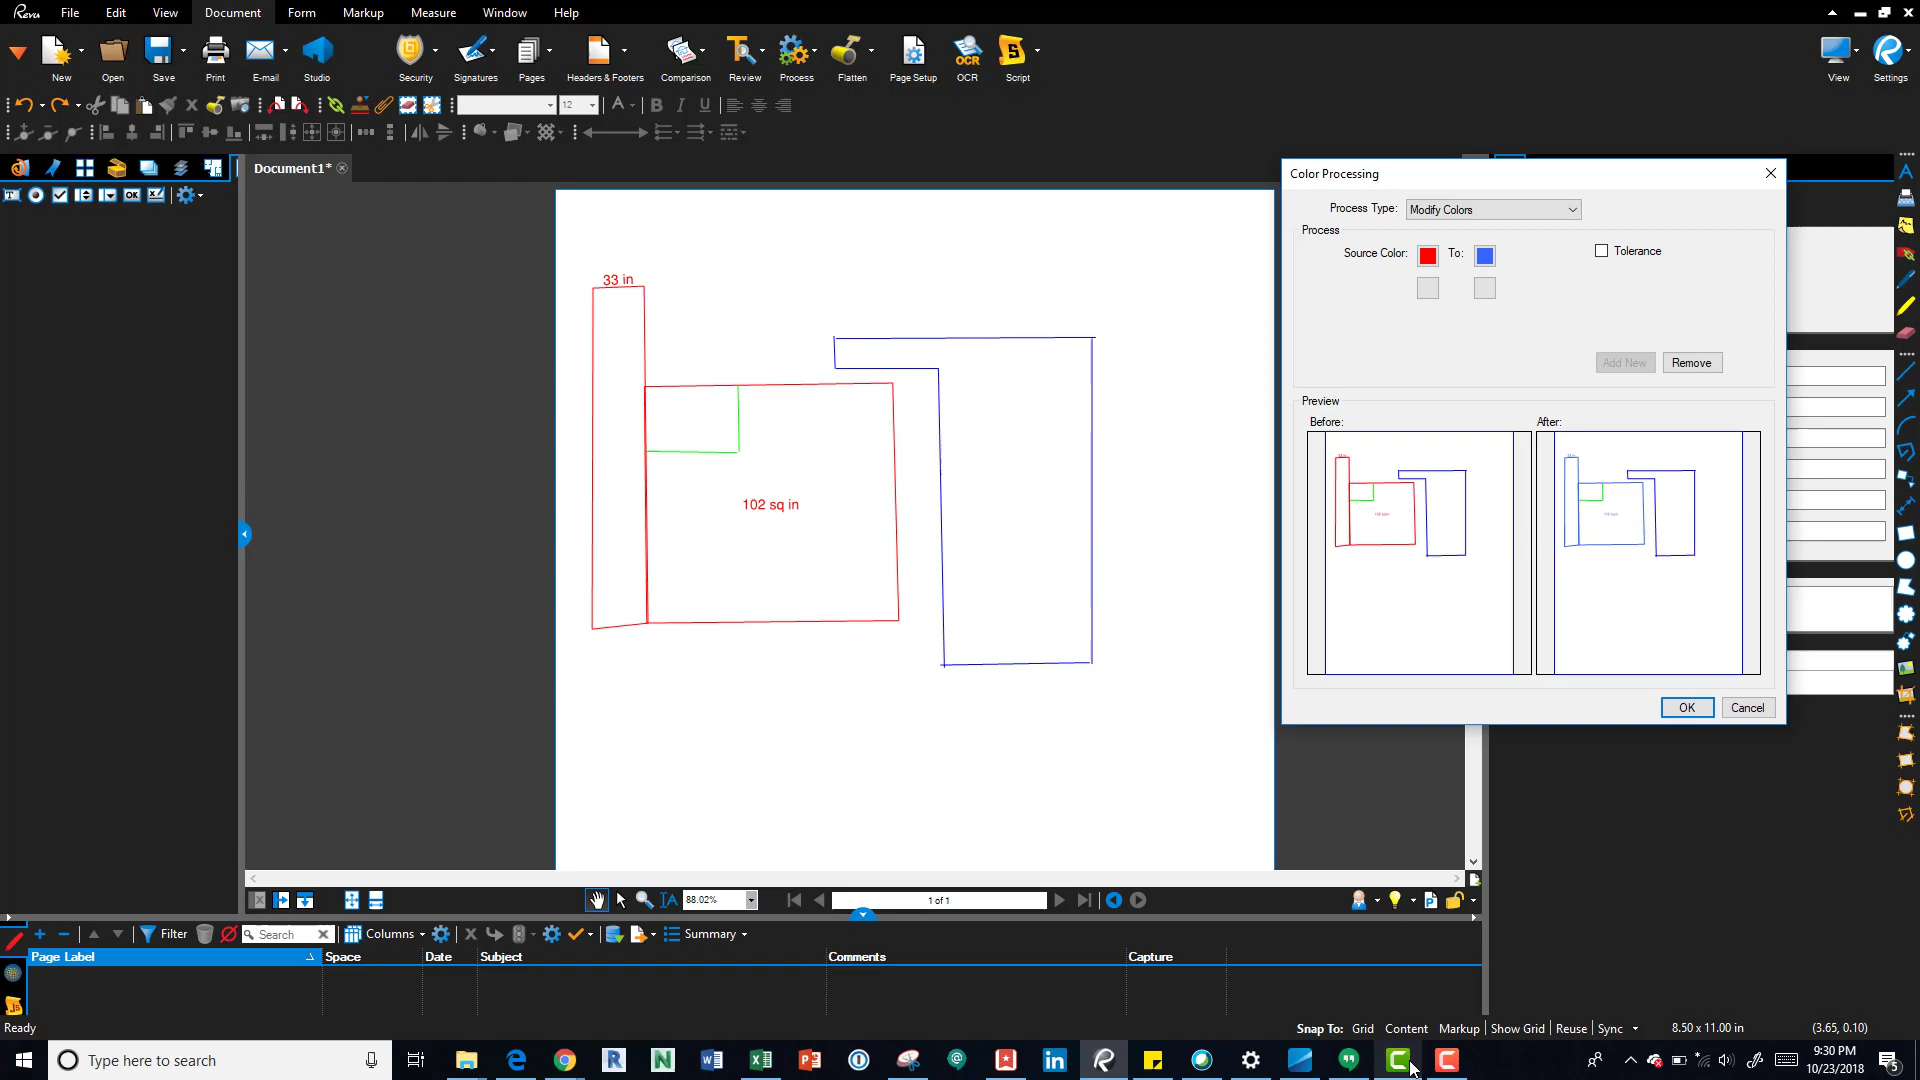 Revu File Edit View Document Form Markup Measure Window Help
New Open Save Print E-mail Studio Security Signatures Pages Headers & Footers Comparison Review Process Flatten Page Setup OCR Script View Settings
12
Document1*
33 in
102 sq in
Color Processing
Process Type: Modify Colors
Process
Source Color: To: Tolerance
Add New Remove
Preview
Before: After:
OK Cancel
88.02% 1 of 1
Filter Search Columns Summary
Page Label Space Date Subject Comments Capture
Ready
Snap To: Grid Content Markup Show Grid Reuse Sync 8.50 x 11.00 in (3.65, 0.10)
Type here to search
9:30 PM
10/23/2018
5